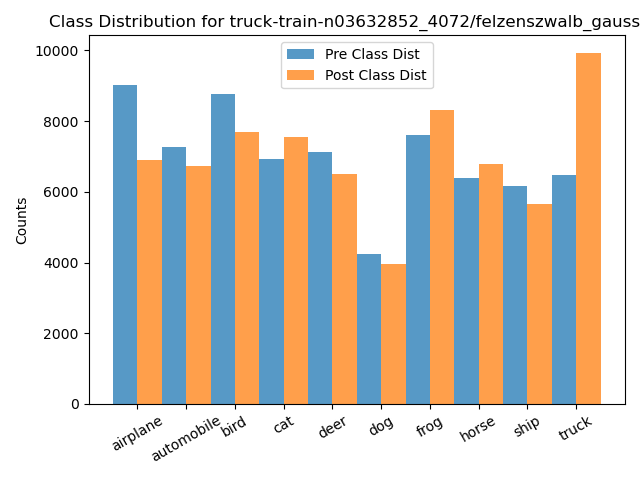 Class Distribution for truck-train-n03632852_4072/felzenszwalb_gauss
Pre Class Dist
Post Class Dist
Counts
10000
8000
6000
4000
2000
0
airplane
automobile
bird
cat
deer
dog
frog
horse
ship
truck